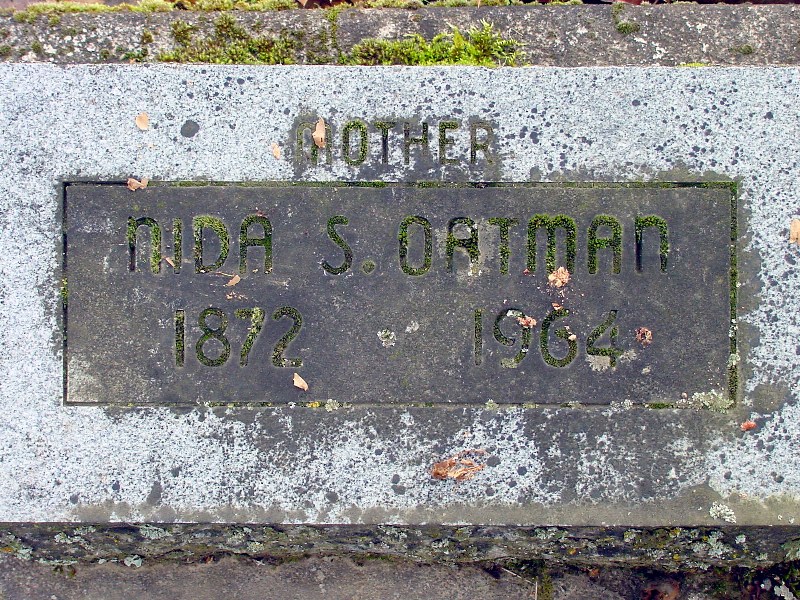 MOTHER
NIDA S. OATMAN
1872 1964